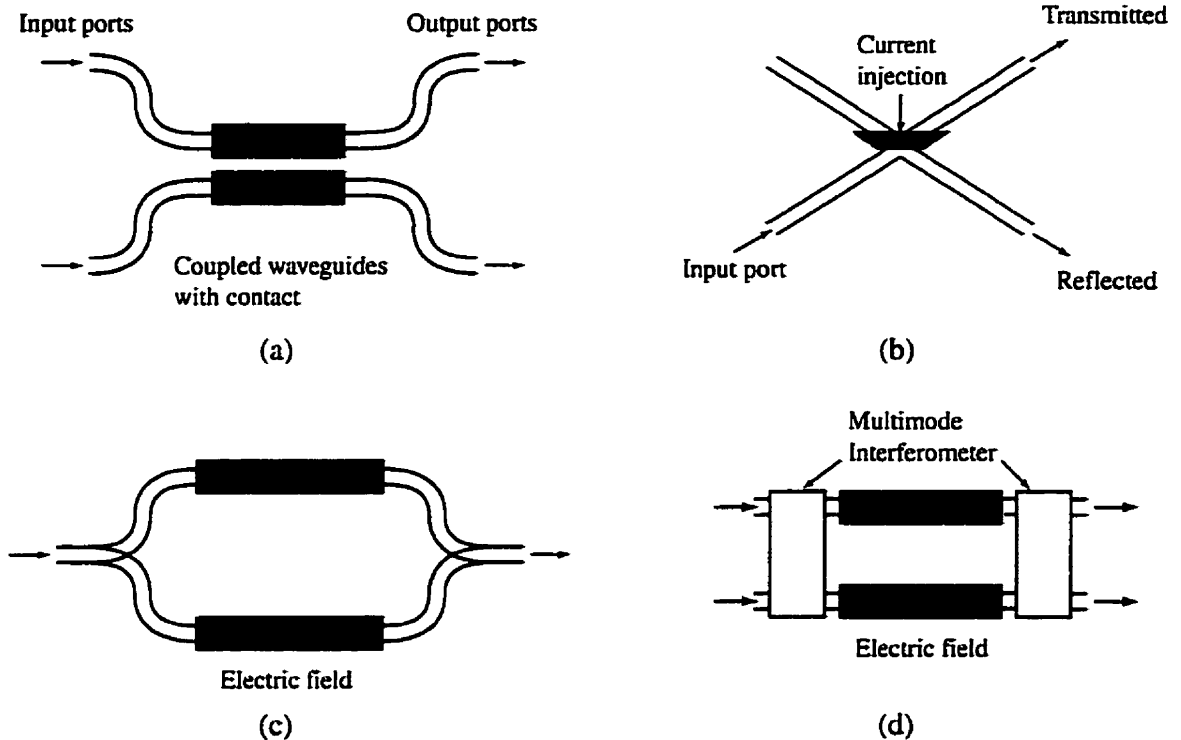 Input ports
Output ports
Coupled waveguides
with contact
(a)
Transmitted
Current
injection
Input port
Reflected
(b)
Electric field
(c)
Multimode
Interferometer
Electric field
(d)